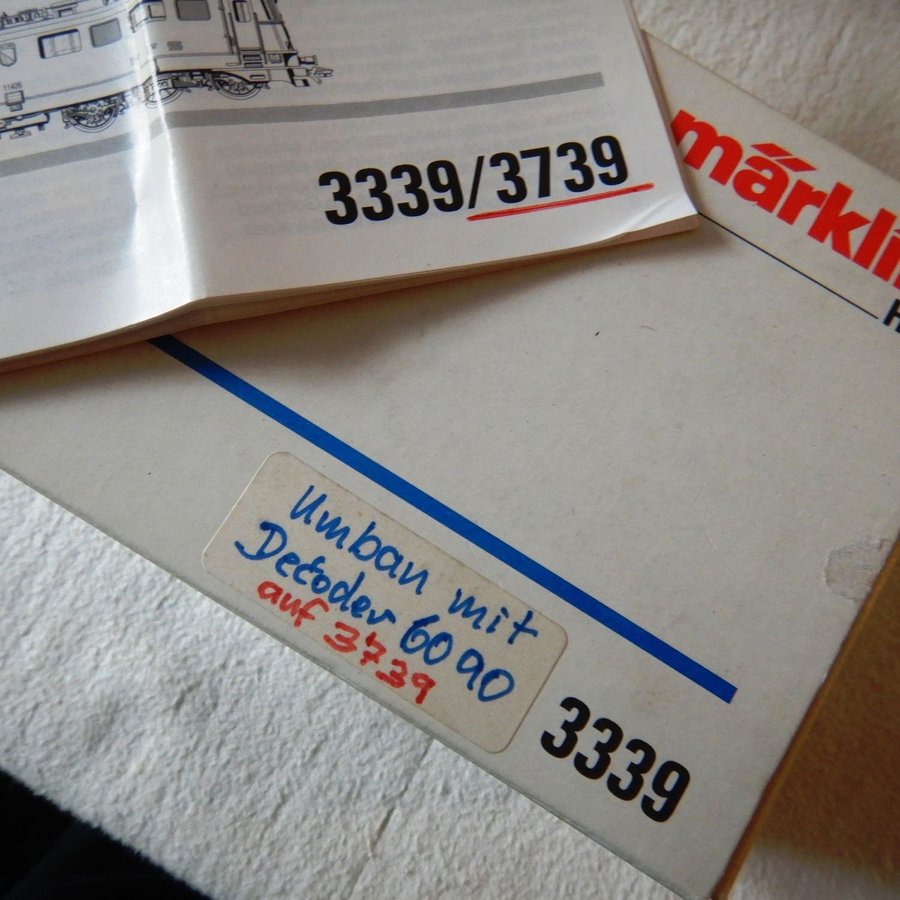 3339/3739
märkli
H
Umbau mit
Decoder 6090
auf 3739
3339